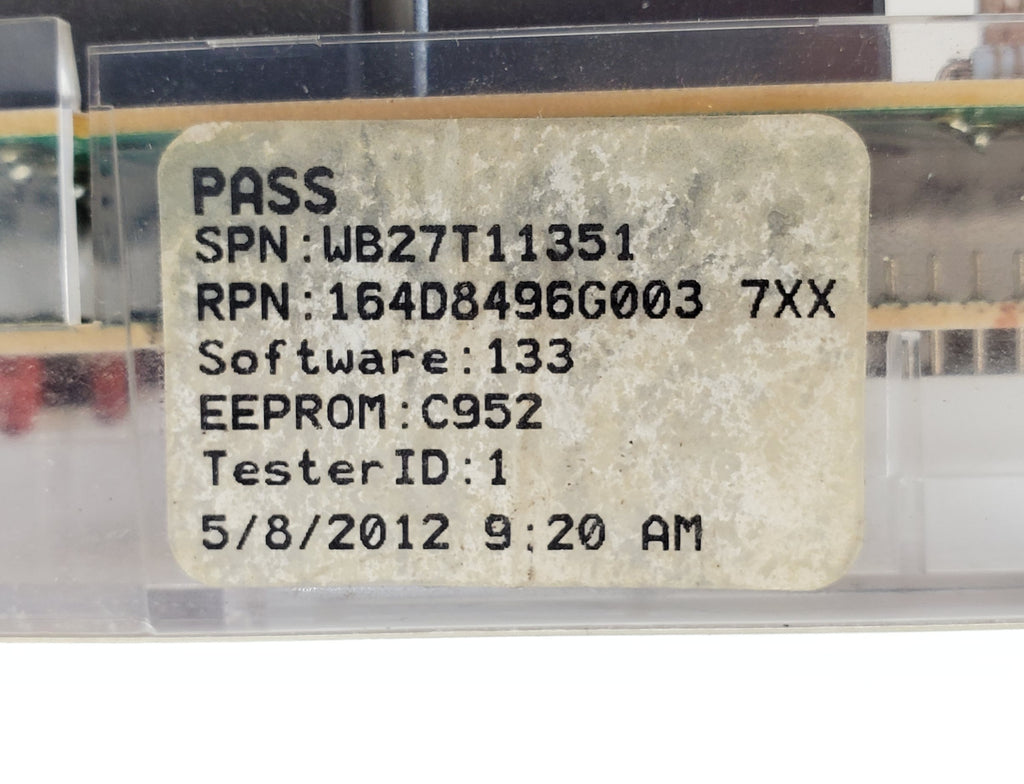 PASS
SPN:WB27T11351
RPN:164D8496G003 7XX
Software:133
EEPROM:C952
TesterID:1
5/8/2012 9:20 AM